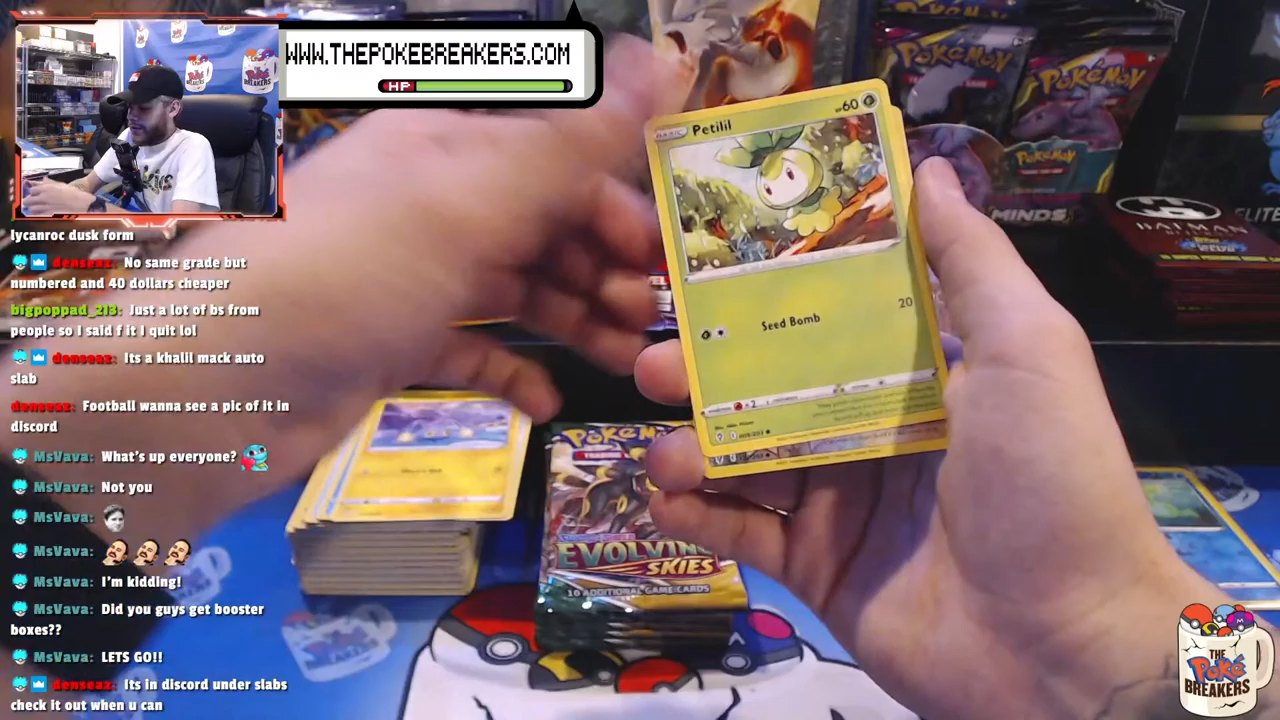 WWW.THEPOKEBREAKERS.COM
HP
lycanroc dusk form
denseaz: No same grade but
numbered and 40 dollars cheaper
bigpoppad_213: Just a lot of bs from
people so I said f it I quit lol
denseaz: Its a khalil mack auto
slab
denseaz: Football wanna see a pic of it in
discord
MsVava: What's up everyone?
MsVava: Not you
MsVava:
MsVava:
MsVava: I'm kidding!
MsVava: Did you guys get booster
boxes??
MsVava: LETS GO!!
denseaz: Its in discord under slabs
check it out when u can
BASIC Petilil HP 60
Seed Bomb 20
x2
POKéMON
EVOLVING
SKIES
10 ADDITIONAL GAME CARDS
POKéMON
POKéMON
POKéMON
MINDS
BATMAN
ELITE
THE
POKé
BREAKERS